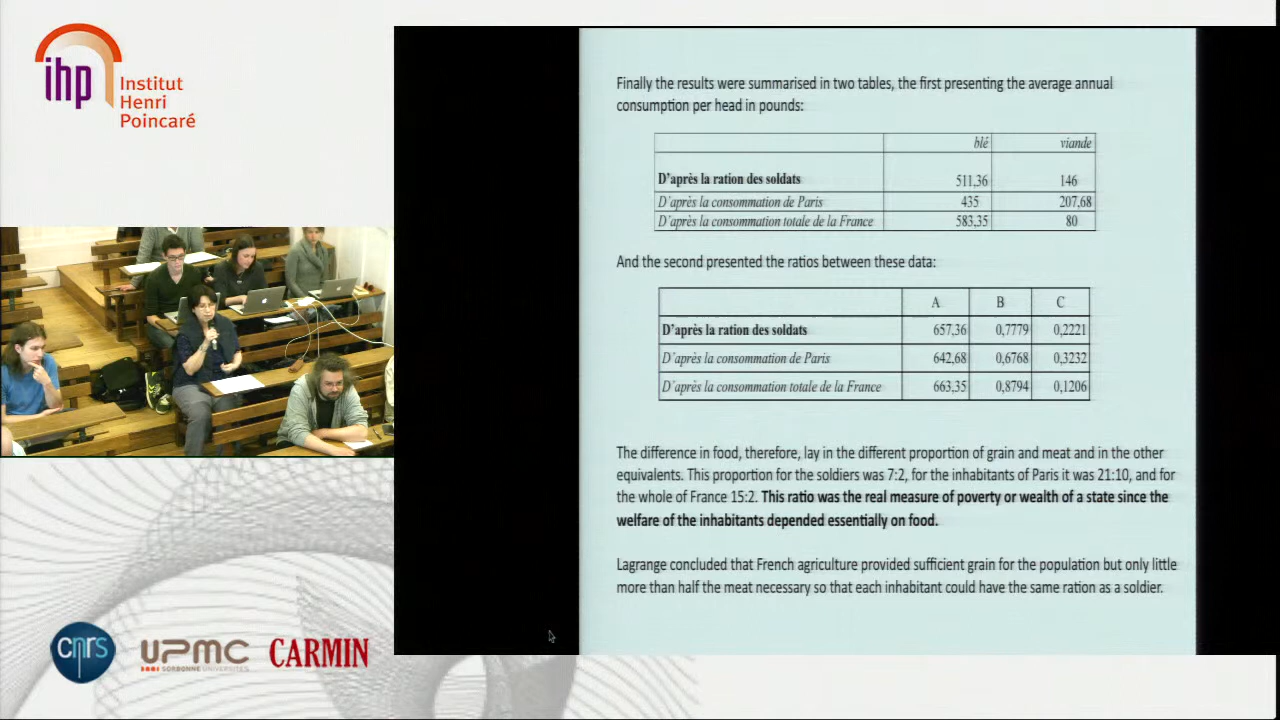 ihp
Institut
Henri
Poincaré
Finally the results were summarised in two tables, the first presenting the average annual
consumption per head in pounds:
blé viande
D'après la ration des soldats 511,36 146
D'après la consommation de Paris 435 207,68
D'après la consommation totale de la France 583,35 80
And the second presented the ratios between these data:
A B C
D'après la ration des soldats 657,36 0,7779 0,2221
D'après la consommation de Paris 642,68 0,6768 0,3232
D'après la consommation totale de la France 663,35 0,8794 0,1206
The difference in food, therefore, lay in the different proportion of grain and meat and in the other
equivalents. This proportion for the soldiers was 7:2, for the inhabitants of Paris it was 21:10, and for
the whole of France 15:2. This ratio was the real measure of poverty or wealth of a state since the
welfare of the inhabitants depended essentially on food.
Lagrange concluded that French agriculture provided sufficient grain for the population but only little
more than half the meat necessary so that each inhabitant could have the same ration as a soldier.
cnrs
UPMC
SORBONNE UNIVERSITÉS
CARMIN